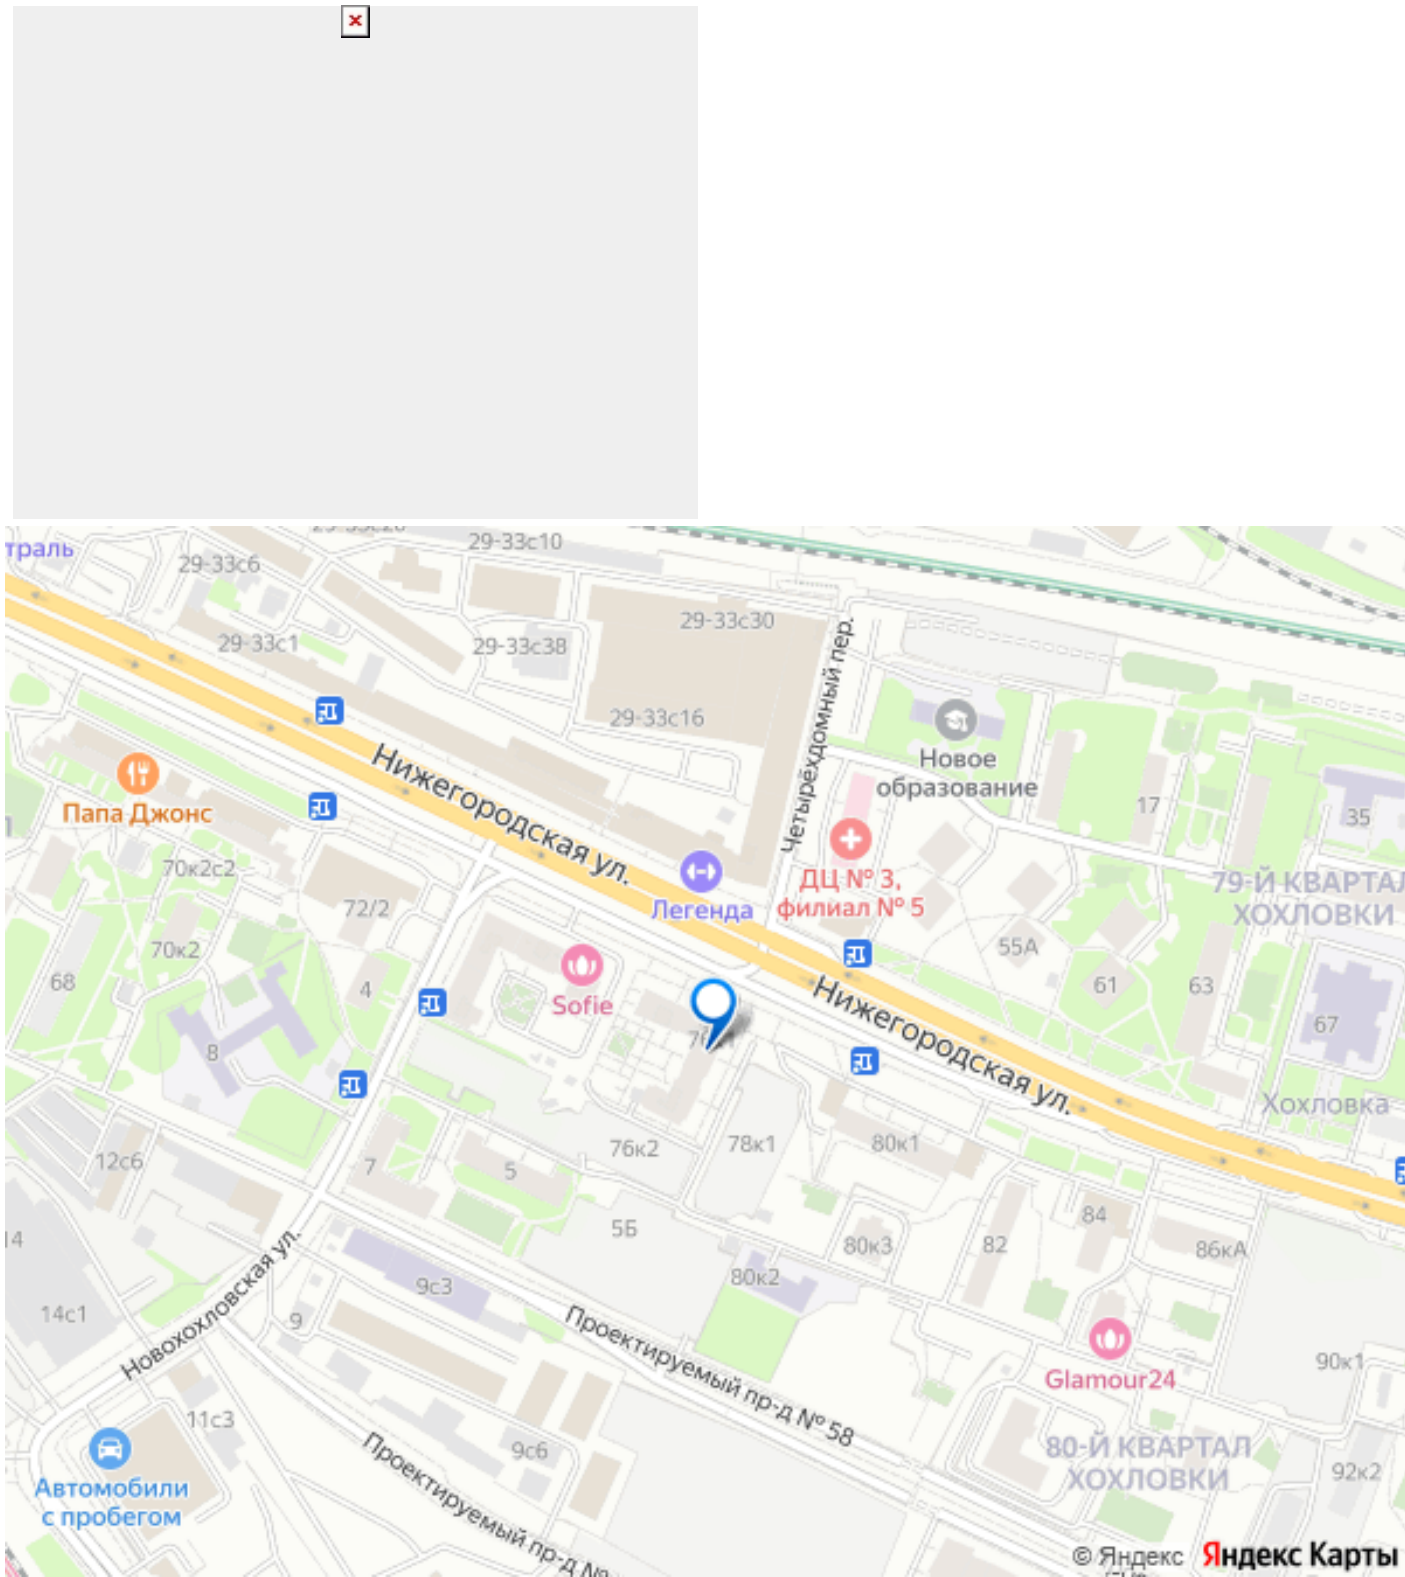 29-33с10
траль
29-33с6
29-33с30
29-33с1
29-33с38
Четырёхдомный пер.
29-33с16
Нижегородская ул.
Новое
образование
Папа Джонс
17
35
70к2с2
72/2
Легенда
ДЦ № 3,
филиал № 5
79-Й КВАРТАЛ
ХОХЛОВКИ
70к2
55А
68
4
Sofie
61
63
67
Нижегородская ул.
8
Хохловка
76к2
78к1
80к1
12с6
7
5
5Б
84
14
80к3
82
86кА
9с3
80к2
14с1
9
Новохохловская ул.
Проектируемый пр-д № 58
Glamour24
90к1
11с3
9с6
80-Й КВАРТАЛ
ХОХЛОВКИ
92к2
Автомобили
с пробегом
Проектируемый пр-д №
© Яндекс Яндекс Карты